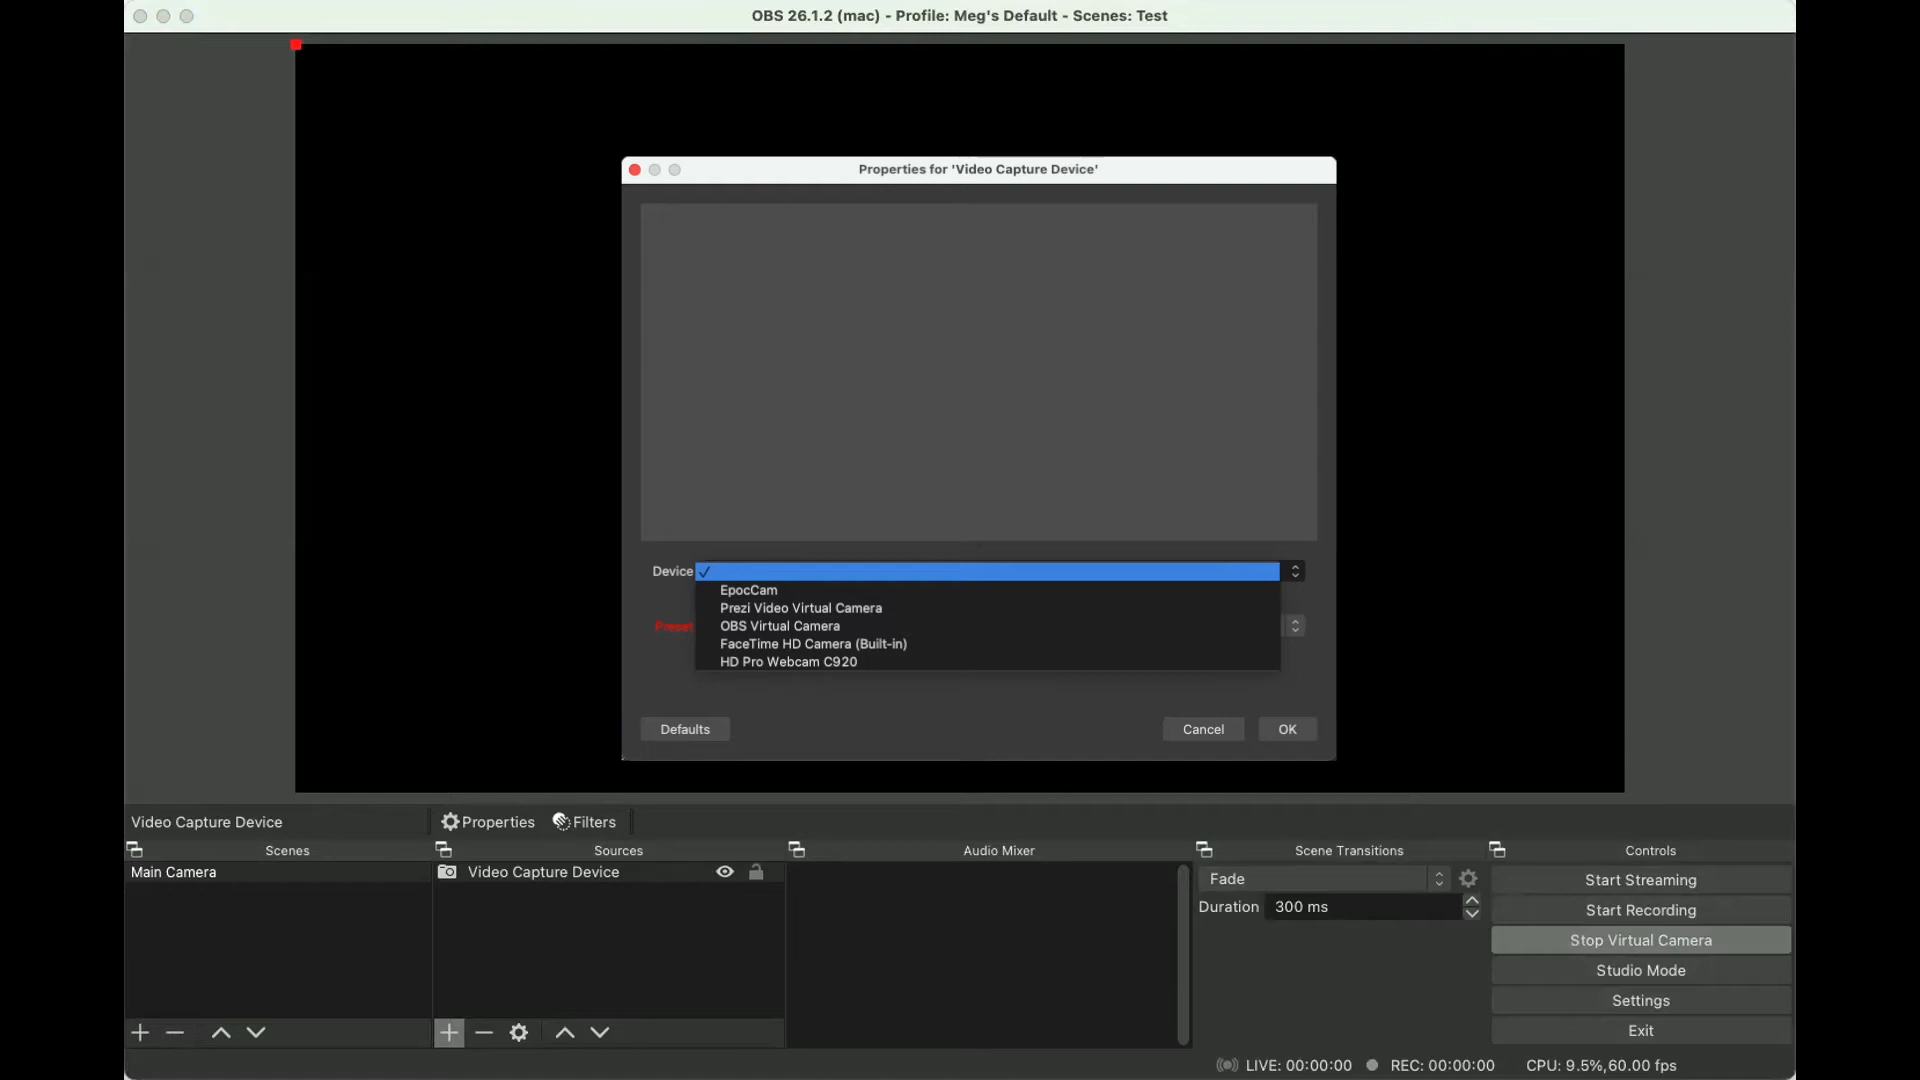 OBS 26.1.2 (mac) - Profile: Meg's Default - Scenes: Test
Properties for 'Video Capture Device'
Device
EpocCam
Prezi Video Virtual Camera
Preset
OBS Virtual Camera
FaceTime HD Camera (Built-in)
HD Pro Webcam C920
Defaults
Cancel
OK
Video Capture Device
Properties
Filters
Scenes
Sources
Audio Mixer
Scene Transitions
Controls
Main Camera
Video Capture Device
Fade
Duration
300 ms
Start Streaming
Start Recording
Stop Virtual Camera
Studio Mode
Settings
Exit
LIVE: 00:00:00
REC: 00:00:00
CPU: 9.5%,60.00 fps